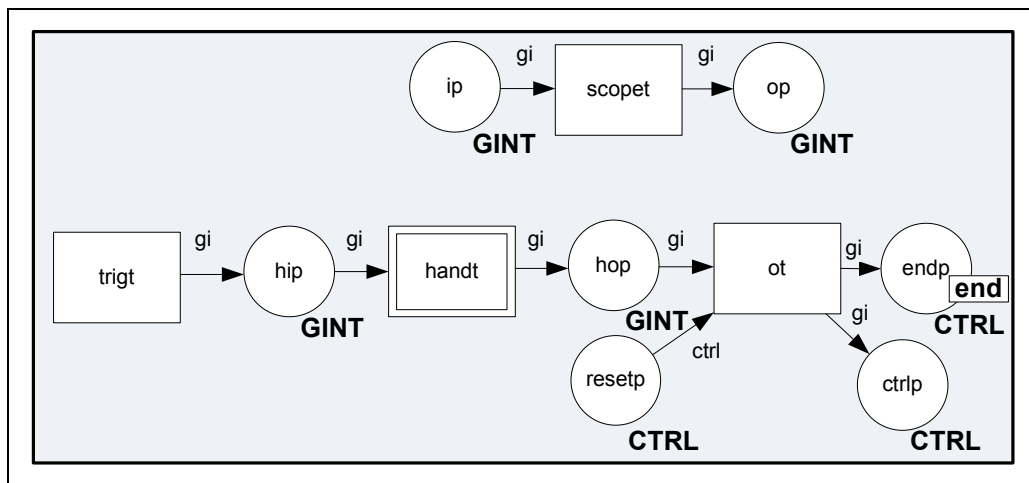 gi
gi
ip
scopet
op
GINT
GINT
gi
gi
gi
gi
gi
trigt
hip
handt
hop
ot
endp
end
GINT
GINT
CTRL
gi
ctrl
resetp
ctrlp
CTRL
CTRL